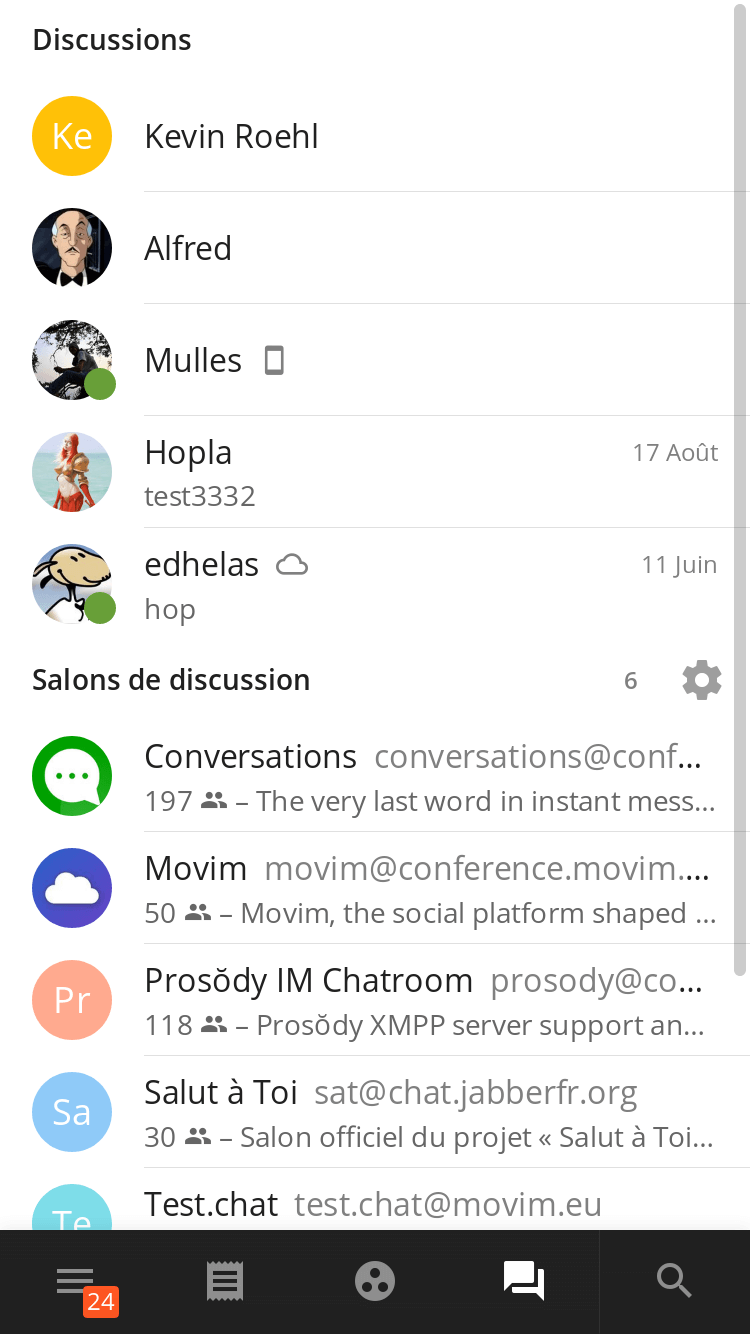 Discussions
Ke
Kevin Roehl
Alfred
Mulles
Hopla 17 Août
test3332
edhelas 11 Juin
hop
Salons de discussion 6
Conversations conversations@conf...
197 – The very last word in instant mess...
Movim movim@conference.movim....
50 – Movim, the social platform shaped ...
Pr
Prosŏdy IM Chatroom prosody@co...
118 – Prosŏdy XMPP server support an...
Sa
Salut à Toi sat@chat.jabberfr.org
30 – Salon officiel du projet « Salut à Toi...
Te
Test.chat test.chat@movim.eu
24